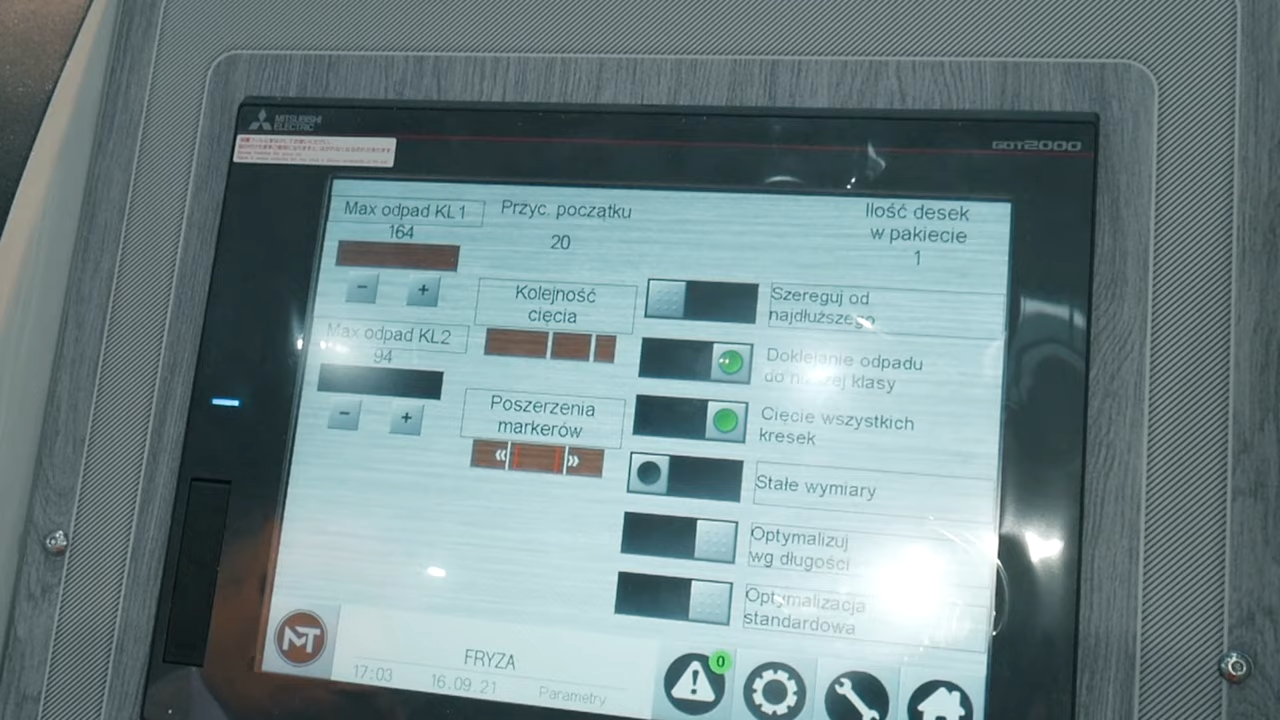 MITSUBISHI
ELECTRIC
GOT2000
Max odpad KL1
164
Przyc. początku
20
Ilość desek
w pakiecie
1
−
+
Kolejność
cięcia
Szereguj od
najdłuższego
Max odpad KL2
94
Doklejanie odpadu
do niższej klasy
−
+
Poszerzenia
markerów
Cięcie wszystkich
kresek
«
»
Stałe wymiary
Optymalizuj
wg długości
Optymalizacja
standardowa
MT
FRYZA
17:03
16.09.21
Parametry
0